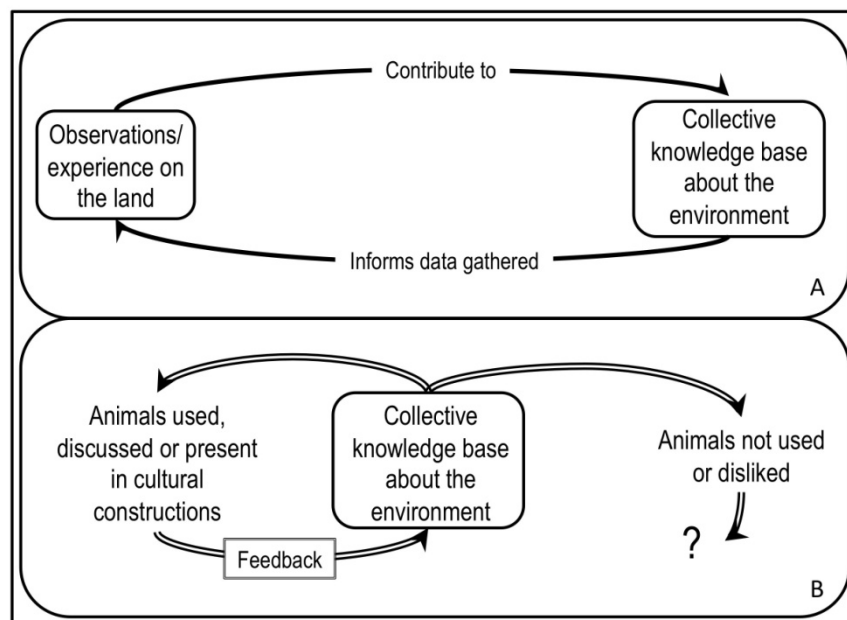 Contribute to
Observations/
experience on
the land
Collective
knowledge base
about the
environment
Informs data gathered
A
Animals used,
discussed or present
in cultural
constructions
Collective
knowledge base
about the
environment
Animals not used
or disliked
Feedback
?
B